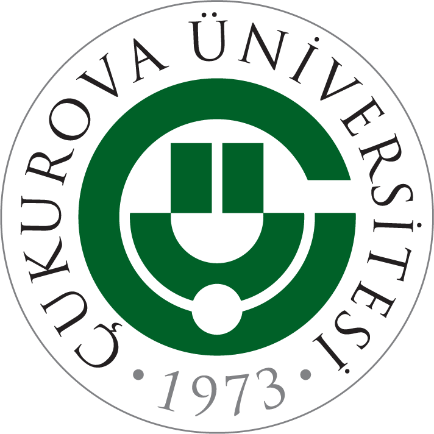 ÇUKUROVA ÜNİVERSİTESİ
• 1973 •